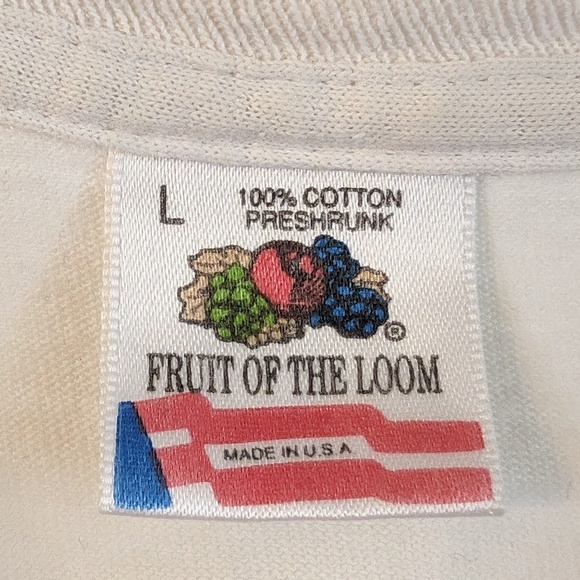 L 100% COTTON
PRESHRUNK
®
FRUIT OF THE LOOM
MADE IN U.S.A